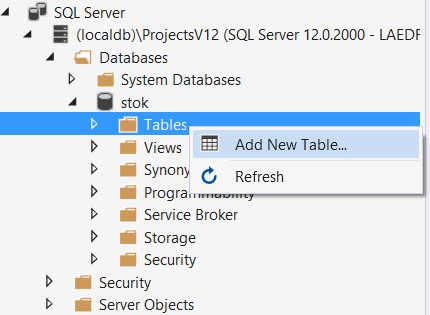 SQL Server
(localdb)\ProjectsV12 (SQL Server 12.0.2000 - LAEDF
Databases
System Databases
stok
Tables
Add New Table...
Views
Synony
Refresh
Programmability
Service Broker
Storage
Security
Security
Server Objects